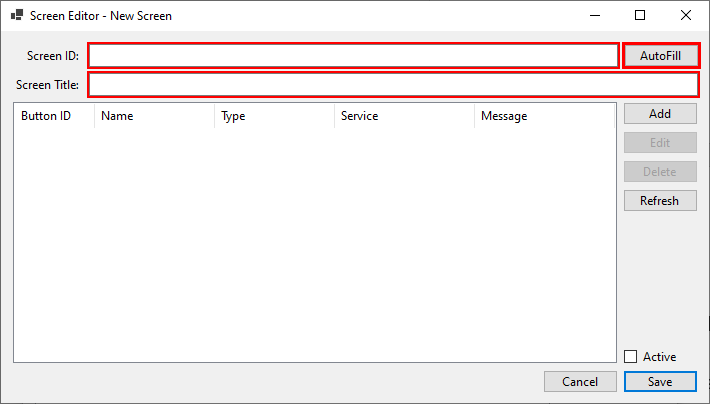 Screen Editor - New Screen
Screen ID: AutoFill
Screen Title:
Button ID Name Type Service Message
Add
Edit
Delete
Refresh
Active
Cancel Save